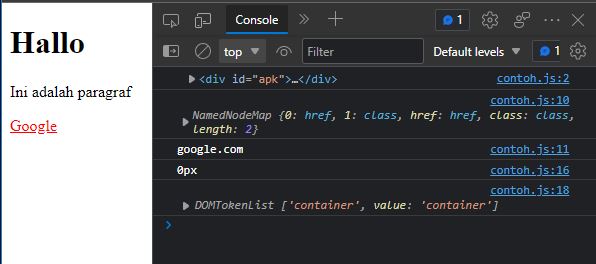 Hallo
Ini adalah paragraf
Google
Console
1
top
Filter
Default levels
1
<div id="apk">…</div> contoh.js:2
contoh.js:10
NamedNodeMap {0: href, 1: class, href: href, class: class,
length: 2}
google.com contoh.js:11
0px contoh.js:16
contoh.js:18
DOMTokenList ['container', value: 'container']